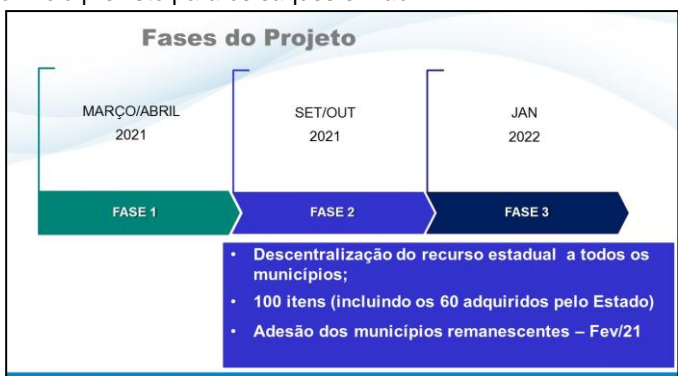 Fases do Projeto
MARÇO/ABRIL
2021
SET/OUT
2021
JAN
2022
FASE 1
FASE 2
FASE 3
• Descentralização do recurso estadual a todos os
municípios;
• 100 itens (incluindo os 60 adquiridos pelo Estado)
• Adesão dos municípios remanescentes – Fev/21